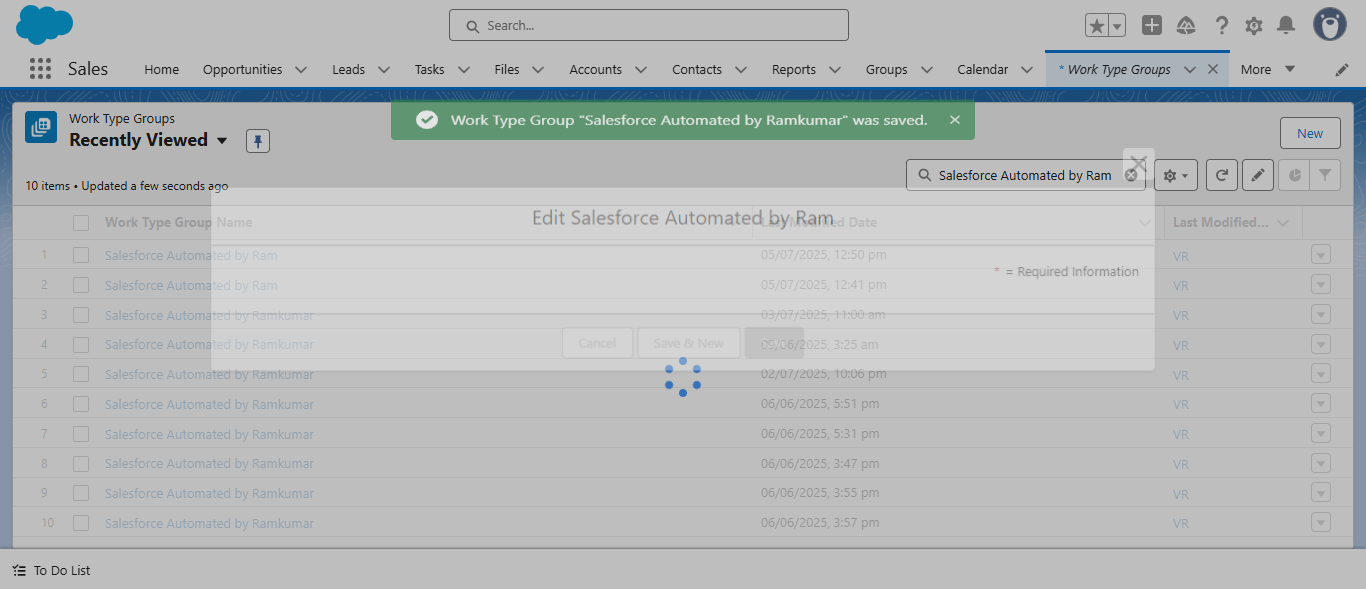 Search...
Sales
Home
Opportunities
Leads
Tasks
Files
Accounts
Contacts
Reports
Groups
Calendar
* Work Type Groups
More
Work Type Groups
Recently Viewed
Work Type Group "Salesforce Automated by Ramkumar" was saved.
New
10 items • Updated a few seconds ago
Salesforce Automated by Ram
Edit Salesforce Automated by Ram
Work Type Group Name
Last Modified Date
Last Modified...
* = Required Information
1 Salesforce Automated by Ram 05/07/2025, 12:50 pm VR
2 Salesforce Automated by Ram 05/07/2025, 12:41 pm VR
3 Salesforce Automated by Ramkumar 03/07/2025, 11:00 am VR
Cancel
Save & New
4 Salesforce Automated by Ramkumar 09/06/2025, 3:25 am VR
5 Salesforce Automated by Ramkumar 02/07/2025, 10:06 pm VR
6 Salesforce Automated by Ramkumar 06/06/2025, 5:51 pm VR
7 Salesforce Automated by Ramkumar 06/06/2025, 5:31 pm VR
8 Salesforce Automated by Ramkumar 06/06/2025, 3:47 pm VR
9 Salesforce Automated by Ramkumar 06/06/2025, 3:55 pm VR
10 Salesforce Automated by Ramkumar 06/06/2025, 3:57 pm VR
To Do List